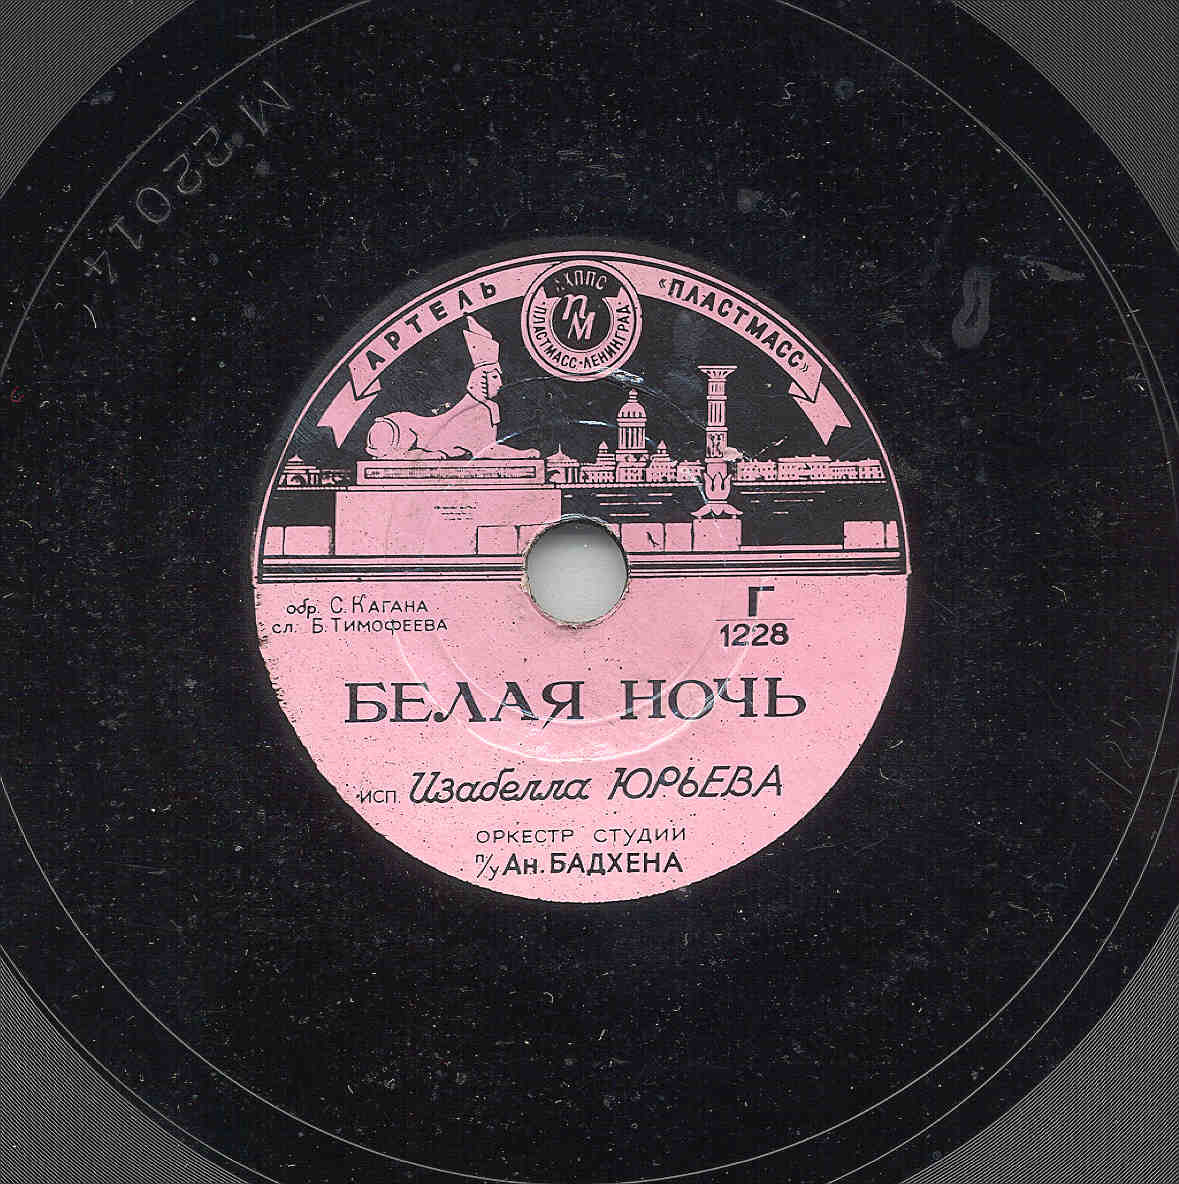 М-22014
АРТЕЛЬ «ПЛАСТМАСС»
ПМ
ПЛАСТМАСС-ЛЕНИНГРАД
обр. С. КАГАНА
сл. Б. ТИМОФЕЕВА
Г
1228
БЕЛАЯ НОЧЬ
исп. Изабелла ЮРЬЕВА
ОРКЕСТР СТУДИИ
п/у Ан. БАДХЕНА